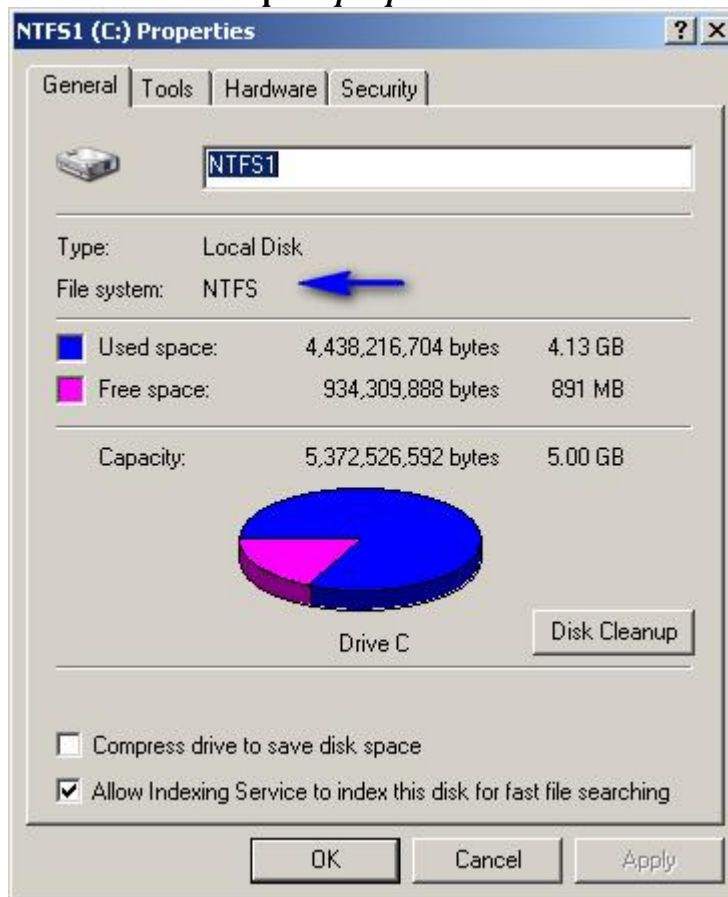 NTFS1 (C:) Properties
General Tools Hardware Security
NTFS1
Type: Local Disk
File system: NTFS
Used space: 4,438,216,704 bytes 4.13 GB
Free space: 934,309,888 bytes 891 MB
Capacity: 5,372,526,592 bytes 5.00 GB
Drive C
Disk Cleanup
Compress drive to save disk space
Allow Indexing Service to index this disk for fast file searching
OK Cancel Apply